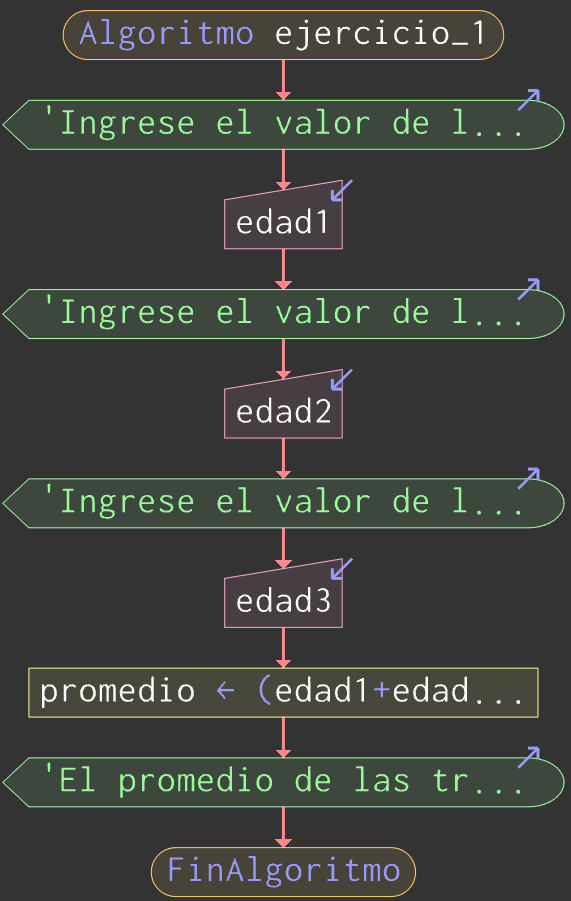 Algoritmo ejercicio_1
'Ingrese el valor de l...
edad1
'Ingrese el valor de l...
edad2
'Ingrese el valor de l...
edad3
promedio ← (edad1+edad...
'El promedio de las tr...
FinAlgoritmo